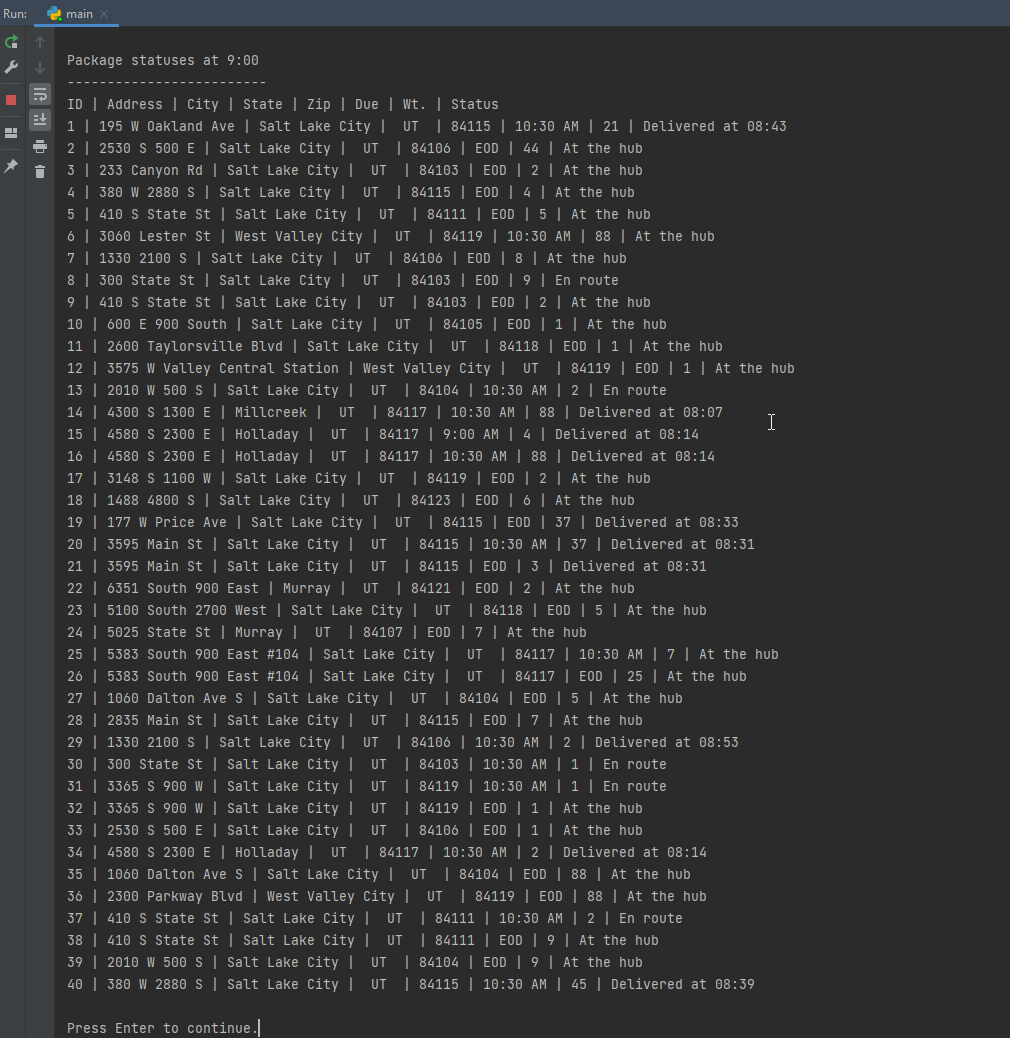 Run: main
Package statuses at 9:00
-------------------------
ID | Address | City | State | Zip | Due | Wt. | Status
1 | 195 W Oakland Ave | Salt Lake City |  UT  | 84115 | 10:30 AM | 21 | Delivered at 08:43
2 | 2530 S 500 E | Salt Lake City |  UT  | 84106 | EOD | 44 | At the hub
3 | 233 Canyon Rd | Salt Lake City |  UT  | 84103 | EOD | 2 | At the hub
4 | 380 W 2880 S | Salt Lake City |  UT  | 84115 | EOD | 4 | At the hub
5 | 410 S State St | Salt Lake City |  UT  | 84111 | EOD | 5 | At the hub
6 | 3060 Lester St | West Valley City |  UT  | 84119 | 10:30 AM | 88 | At the hub
7 | 1330 2100 S | Salt Lake City |  UT  | 84106 | EOD | 8 | At the hub
8 | 300 State St | Salt Lake City |  UT  | 84103 | EOD | 9 | En route
9 | 410 S State St | Salt Lake City |  UT  | 84103 | EOD | 2 | At the hub
10 | 600 E 900 South | Salt Lake City |  UT  | 84105 | EOD | 1 | At the hub
11 | 2600 Taylorsville Blvd | Salt Lake City |  UT  | 84118 | EOD | 1 | At the hub
12 | 3575 W Valley Central Station | West Valley City |  UT  | 84119 | EOD | 1 | At the hub
13 | 2010 W 500 S | Salt Lake City |  UT  | 84104 | 10:30 AM | 2 | En route
14 | 4300 S 1300 E | Millcreek |  UT  | 84117 | 10:30 AM | 88 | Delivered at 08:07
15 | 4580 S 2300 E | Holladay |  UT  | 84117 | 9:00 AM | 4 | Delivered at 08:14
16 | 4580 S 2300 E | Holladay |  UT  | 84117 | 10:30 AM | 88 | Delivered at 08:14
17 | 3148 S 1100 W | Salt Lake City |  UT  | 84119 | EOD | 2 | At the hub
18 | 1488 4800 S | Salt Lake City |  UT  | 84123 | EOD | 6 | At the hub
19 | 177 W Price Ave | Salt Lake City |  UT  | 84115 | EOD | 37 | Delivered at 08:33
20 | 3595 Main St | Salt Lake City |  UT  | 84115 | 10:30 AM | 37 | Delivered at 08:31
21 | 3595 Main St | Salt Lake City |  UT  | 84115 | EOD | 3 | Delivered at 08:31
22 | 6351 South 900 East | Murray |  UT  | 84121 | EOD | 2 | At the hub
23 | 5100 South 2700 West | Salt Lake City |  UT  | 84118 | EOD | 5 | At the hub
24 | 5025 State St | Murray |  UT  | 84107 | EOD | 7 | At the hub
25 | 5383 South 900 East #104 | Salt Lake City |  UT  | 84117 | 10:30 AM | 7 | At the hub
26 | 5383 South 900 East #104 | Salt Lake City |  UT  | 84117 | EOD | 25 | At the hub
27 | 1060 Dalton Ave S | Salt Lake City |  UT  | 84104 | EOD | 5 | At the hub
28 | 2835 Main St | Salt Lake City |  UT  | 84115 | EOD | 7 | At the hub
29 | 1330 2100 S | Salt Lake City |  UT  | 84106 | 10:30 AM | 2 | Delivered at 08:53
30 | 300 State St | Salt Lake City |  UT  | 84103 | 10:30 AM | 1 | En route
31 | 3365 S 900 W | Salt Lake City |  UT  | 84119 | 10:30 AM | 1 | En route
32 | 3365 S 900 W | Salt Lake City |  UT  | 84119 | EOD | 1 | At the hub
33 | 2530 S 500 E | Salt Lake City |  UT  | 84106 | EOD | 1 | At the hub
34 | 4580 S 2300 E | Holladay |  UT  | 84117 | 10:30 AM | 2 | Delivered at 08:14
35 | 1060 Dalton Ave S | Salt Lake City |  UT  | 84104 | EOD | 88 | At the hub
36 | 2300 Parkway Blvd | West Valley City |  UT  | 84119 | EOD | 88 | At the hub
37 | 410 S State St | Salt Lake City |  UT  | 84111 | 10:30 AM | 2 | En route
38 | 410 S State St | Salt Lake City |  UT  | 84111 | EOD | 9 | At the hub
39 | 2010 W 500 S | Salt Lake City |  UT  | 84104 | EOD | 9 | At the hub
40 | 380 W 2880 S | Salt Lake City |  UT  | 84115 | 10:30 AM | 45 | Delivered at 08:39
Press Enter to continue.